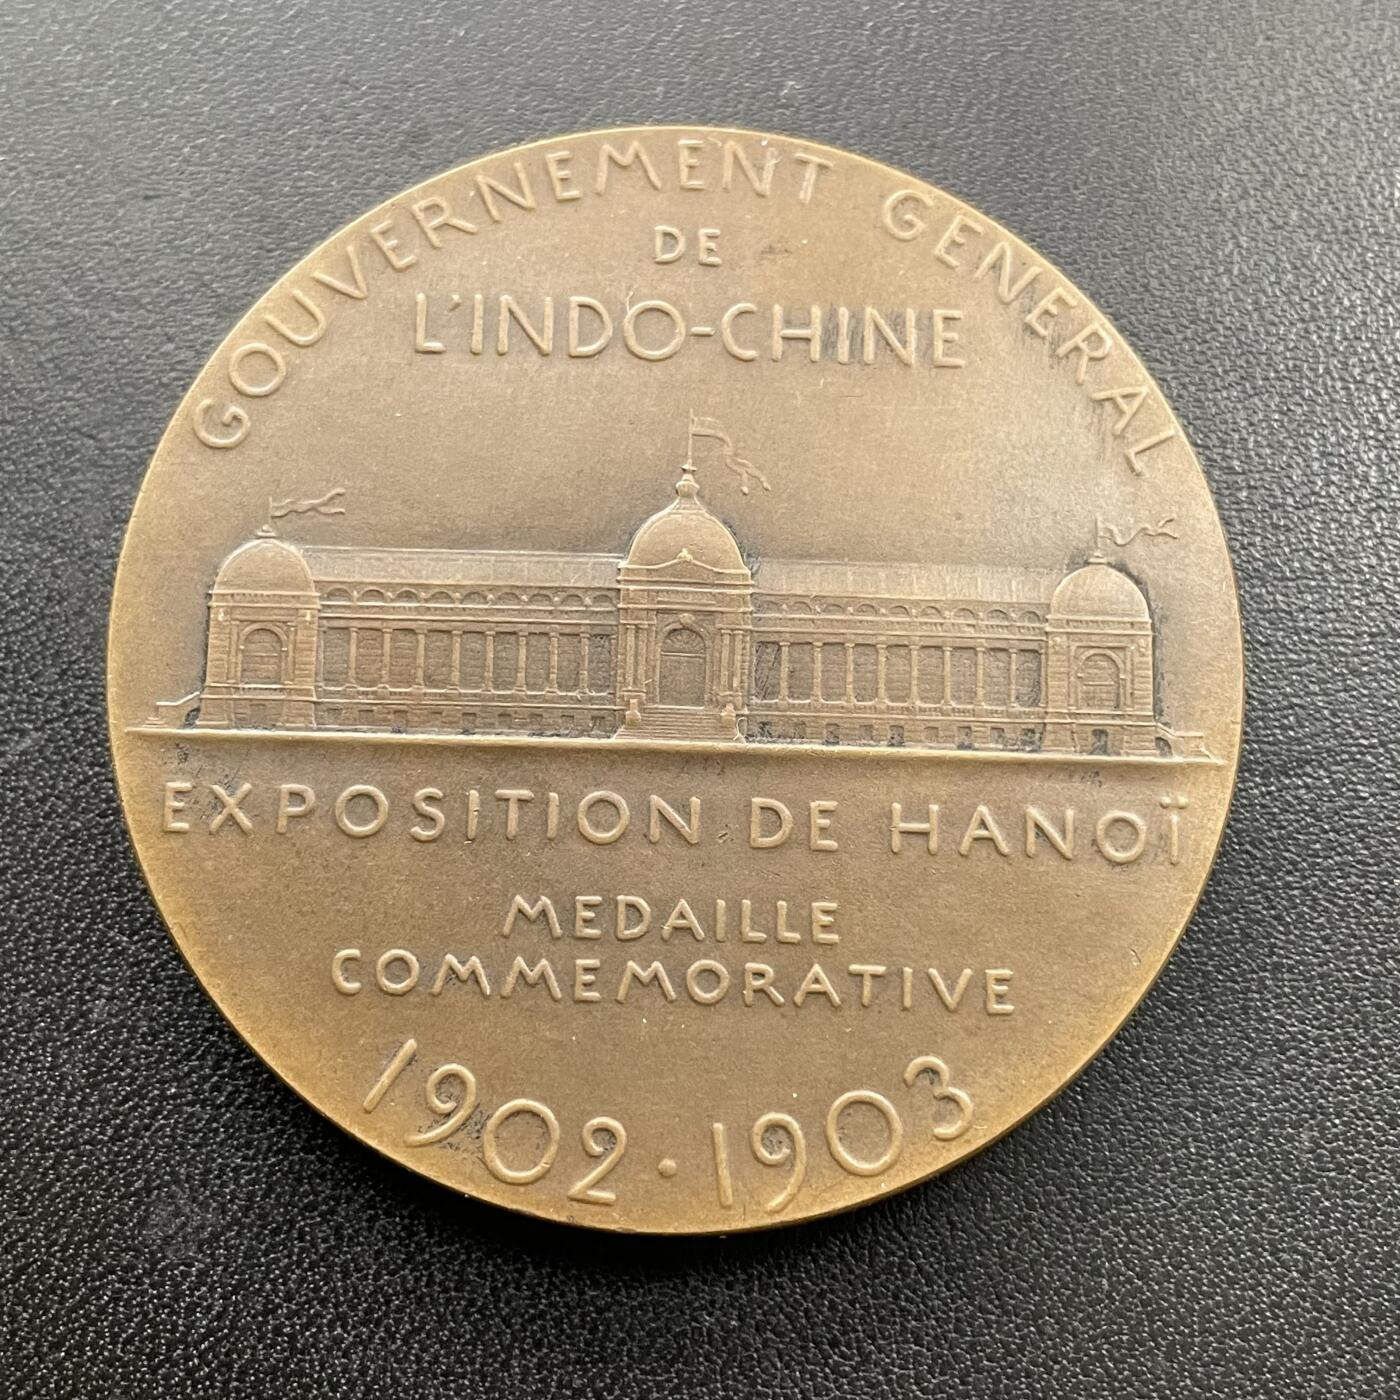 GOUVERNEMENT GENERAL
DE
L'INDO-CHINE
EXPOSITION DE HANOÏ
MEDAILLE
COMMEMORATIVE
1902 · 1903